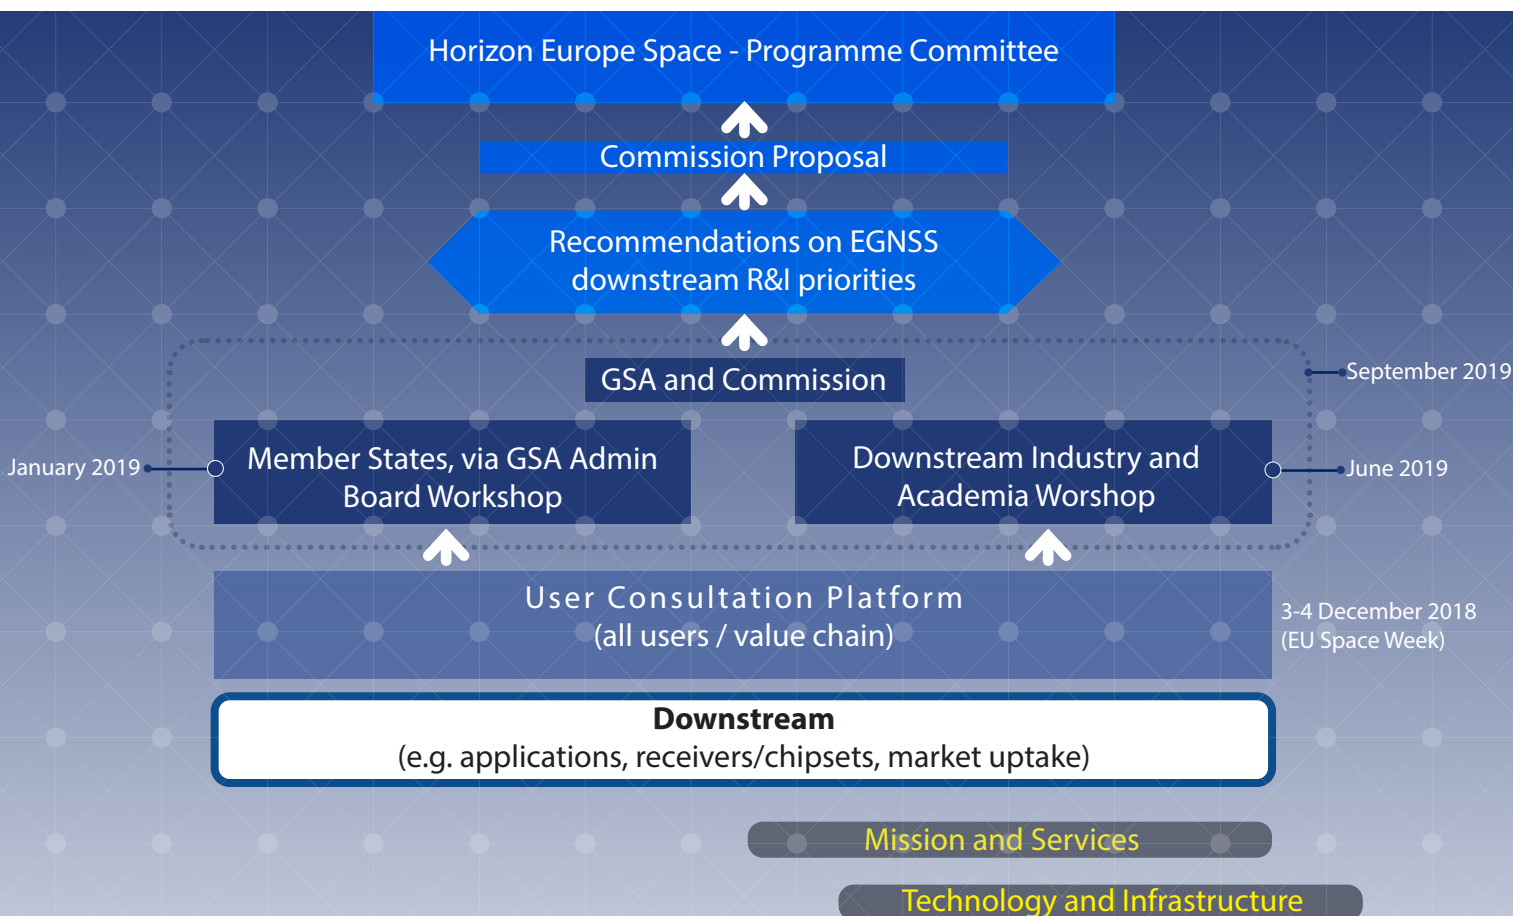 Horizon Europe Space - Programme Committee
Commission Proposal
Recommendations on EGNSS
downstream R&I priorities
GSA and Commission
September 2019
January 2019
Member States, via GSA Admin
Board Workshop
Downstream Industry and
Academia Worshop
June 2019
User Consultation Platform
(all users / value chain)
3-4 December 2018
(EU Space Week)
Downstream
(e.g. applications, receivers/chipsets, market uptake)
Mission and Services
Technology and Infrastructure